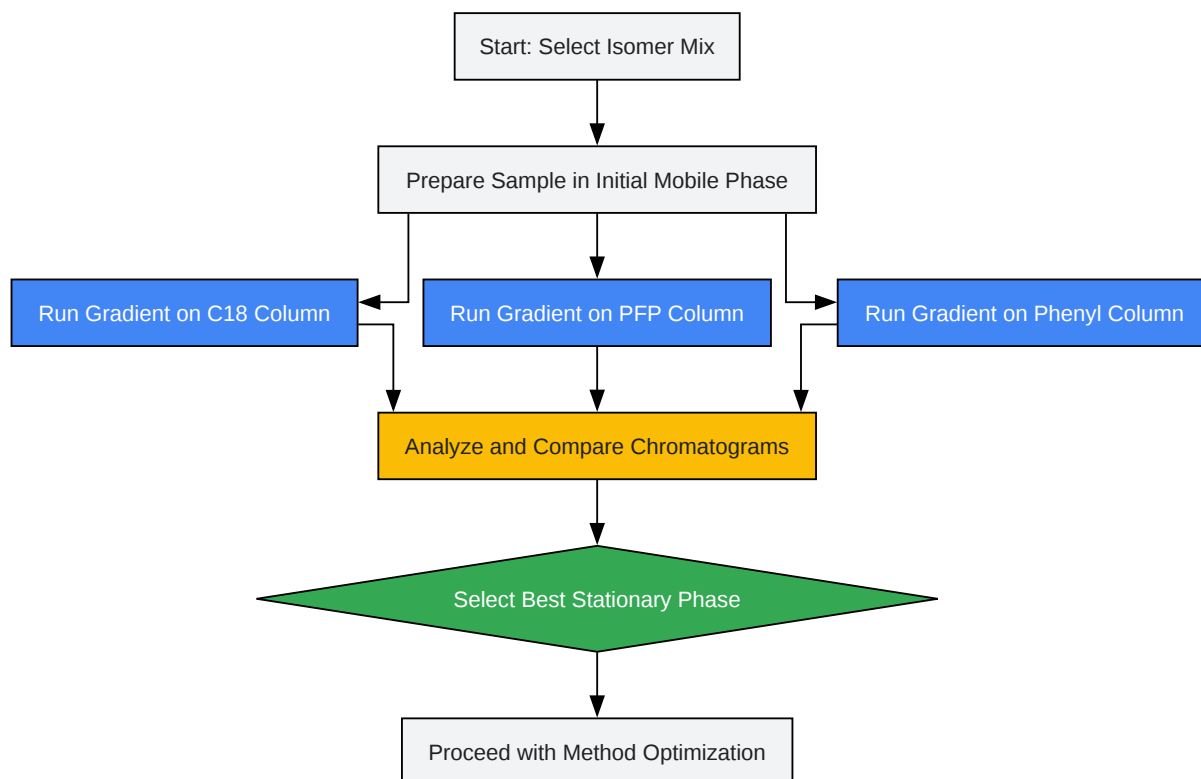 Start: Select Isomer Mix
Prepare Sample in Initial Mobile Phase
Run Gradient on C18 Column
Run Gradient on PFP Column
Run Gradient on Phenyl Column
Analyze and Compare Chromatograms
Select Best Stationary Phase
Proceed with Method Optimization